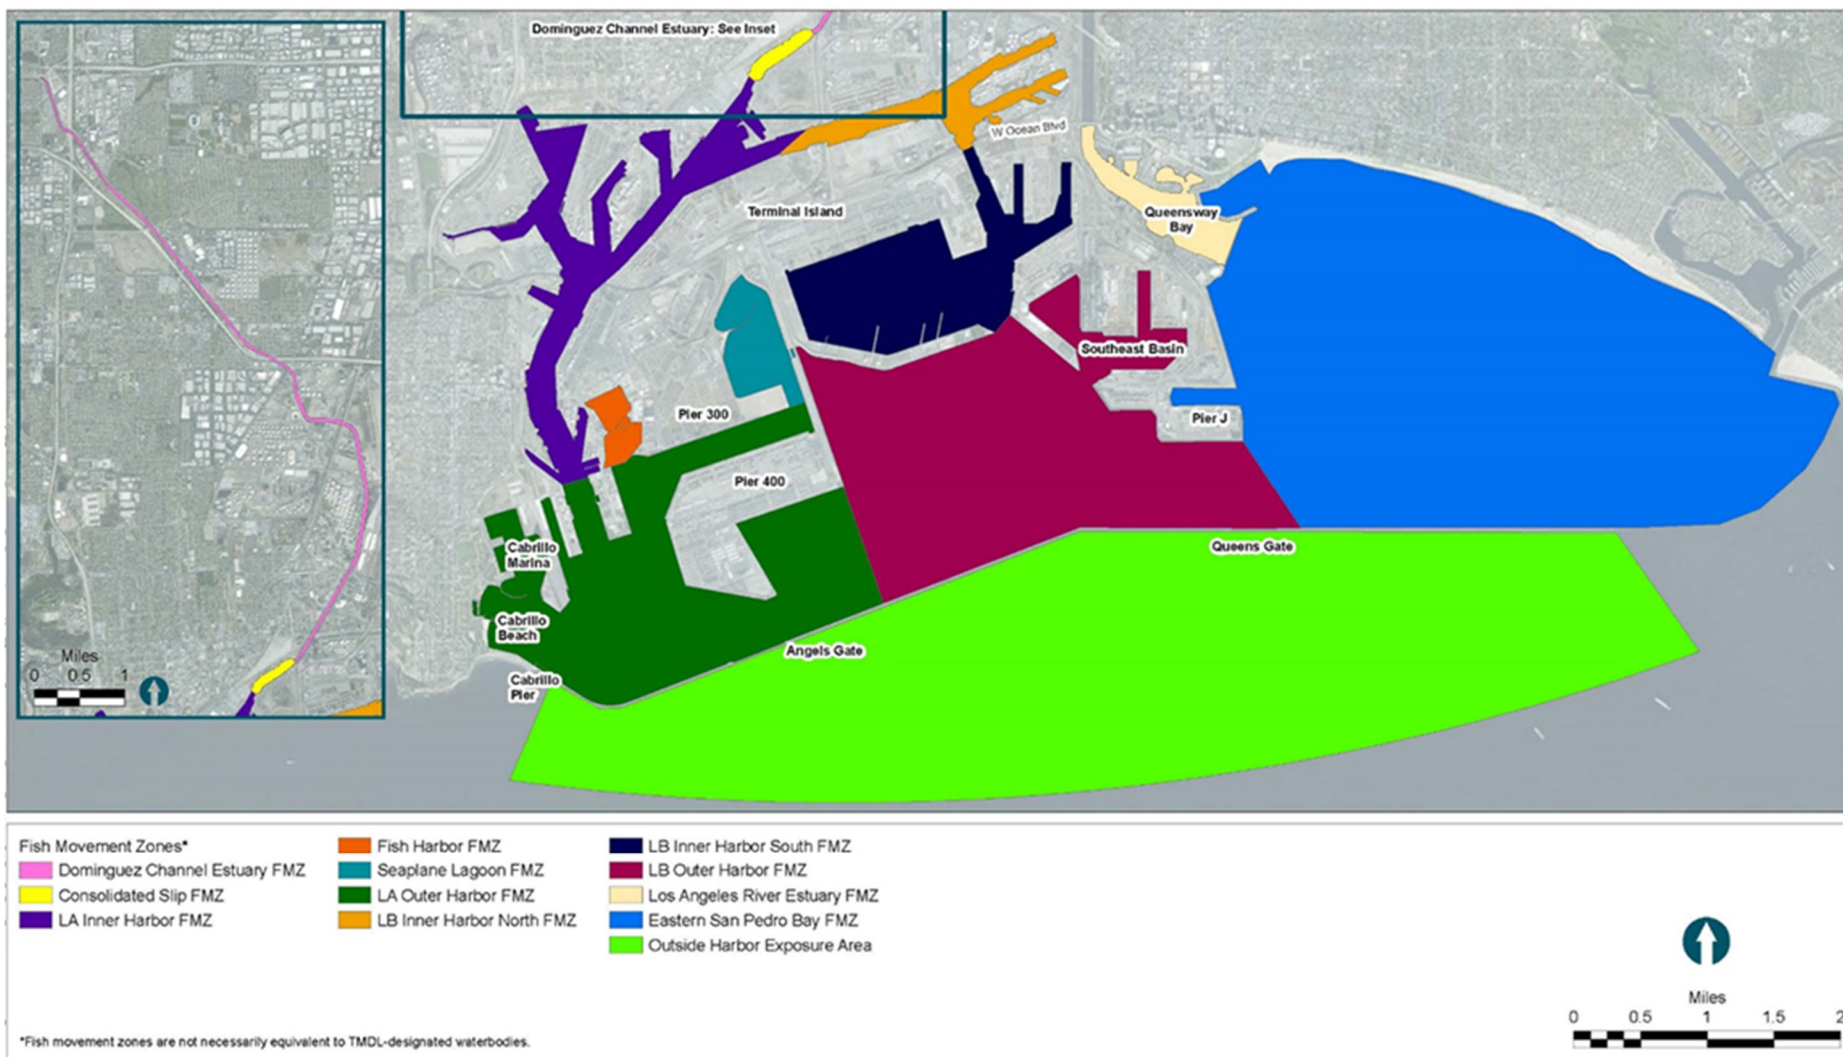 Dominguez Channel Estuary: See Inset
W Ocean Blvd
Terminal Island
Queensway
Bay
Southeast Basin
Pier J
Pier 300
Pier 400
Cabrillo
Marina
Cabrillo
Beach
Cabrillo
Pier
Queens Gate
Angels Gate
Miles
0 0.5 1
Fish Movement Zones*
Dominguez Channel Estuary FMZ
Consolidated Slip FMZ
LA Inner Harbor FMZ
Fish Harbor FMZ
Seaplane Lagoon FMZ
LA Outer Harbor FMZ
LB Inner Harbor North FMZ
LB Inner Harbor South FMZ
LB Outer Harbor FMZ
Los Angeles River Estuary FMZ
Eastern San Pedro Bay FMZ
Outside Harbor Exposure Area
Miles
0 0.5 1 1.5 2
*Fish movement zones are not necessarily equivalent to TMDL-designated waterbodies.